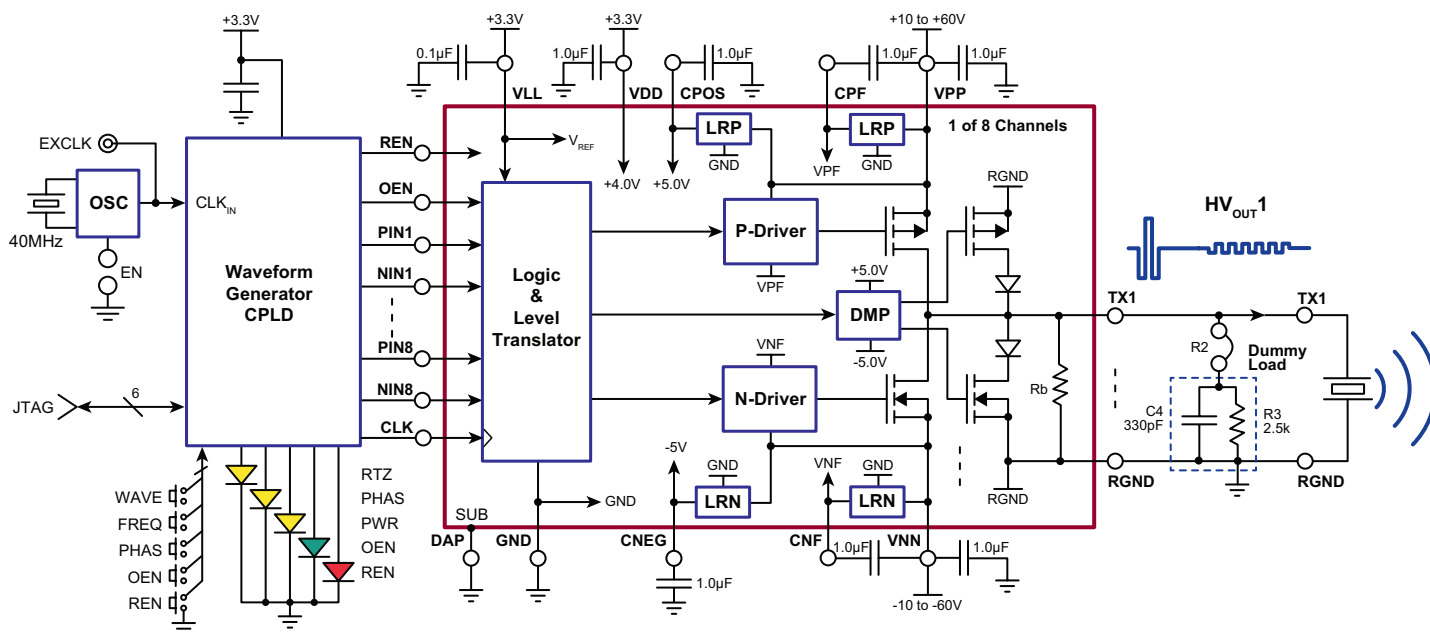 +3.3V
+3.3V
+3.3V
+10 to +60V
0.1µF
1.0µF
1.0µF
1.0µF
1.0µF
VLL
VDD
CPOS
CPF
VPP
EXCLK
OSC
40MHz
EN
CLKIN
Waveform
Generator
CPLD
JTAG
6
REN
OEN
PIN1
NIN1
PIN8
NIN8
CLK
VREF
+4.0V
+5.0V
LRP
GND
LRP
GND
VPF
1 of 8 Channels
Logic
&
Level
Translator
P-Driver
VPF
RGND
+5.0V
DMP
-5.0V
VNF
N-Driver
Rb
-5V
GND
LRN
VNF
GND
LRN
RGND
GND
SUB
DAP
GND
CNEG
CNF
VNN
1.0µF
1.0µF
1.0µF
-10 to -60V
HVOUT1
TX1
TX1
R2
Dummy
Load
C4
330pF
R3
2.5k
RGND
RGND
WAVE
FREQ
PHAS
OEN
REN
RTZ
PHAS
PWR
OEN
REN